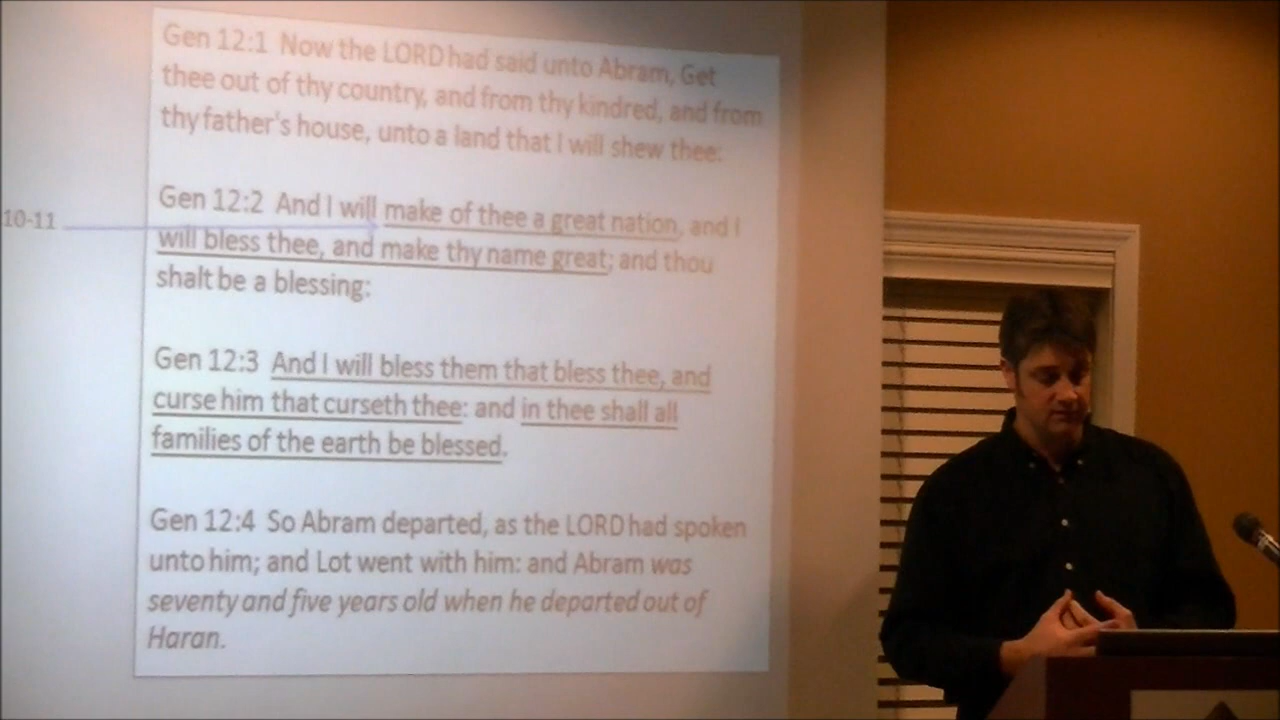 Gen 12:1 Now the LORD had said unto Abram, Get
thee out of thy country, and from thy kindred, and from
thy father's house, unto a land that I will shew thee:
Gen 12:2 And I will make of thee a great nation, and I
10-11
will bless thee, and make thy name great; and thou
shalt be a blessing:
Gen 12:3 And I will bless them that bless thee, and
curse him that curseth thee: and in thee shall all
families of the earth be blessed.
Gen 12:4 So Abram departed, as the LORD had spoken
unto him; and Lot went with him: and Abram was
seventy and five years old when he departed out of
Haran.